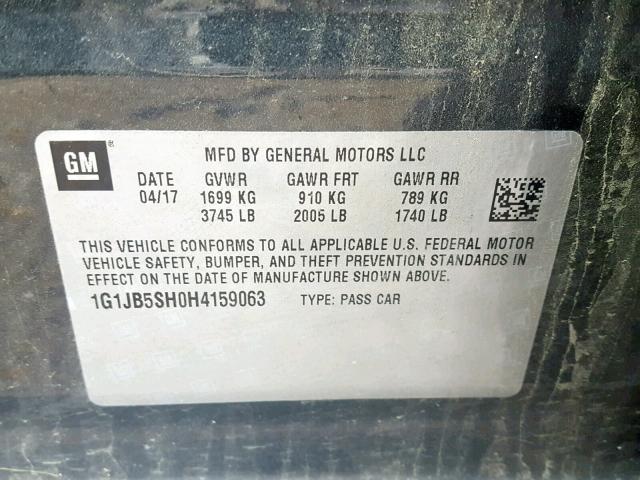 GM ®
MFD BY GENERAL MOTORS LLC
DATE GVWR GAWR FRT GAWR RR
04/17 1699 KG 910 KG 789 KG
3745 LB 2005 LB 1740 LB
THIS VEHICLE CONFORMS TO ALL APPLICABLE U.S. FEDERAL MOTOR
VEHICLE SAFETY, BUMPER, AND THEFT PREVENTION STANDARDS IN
EFFECT ON THE DATE OF MANUFACTURE SHOWN ABOVE.
1G1JB5SH0H4159063 TYPE: PASS CAR